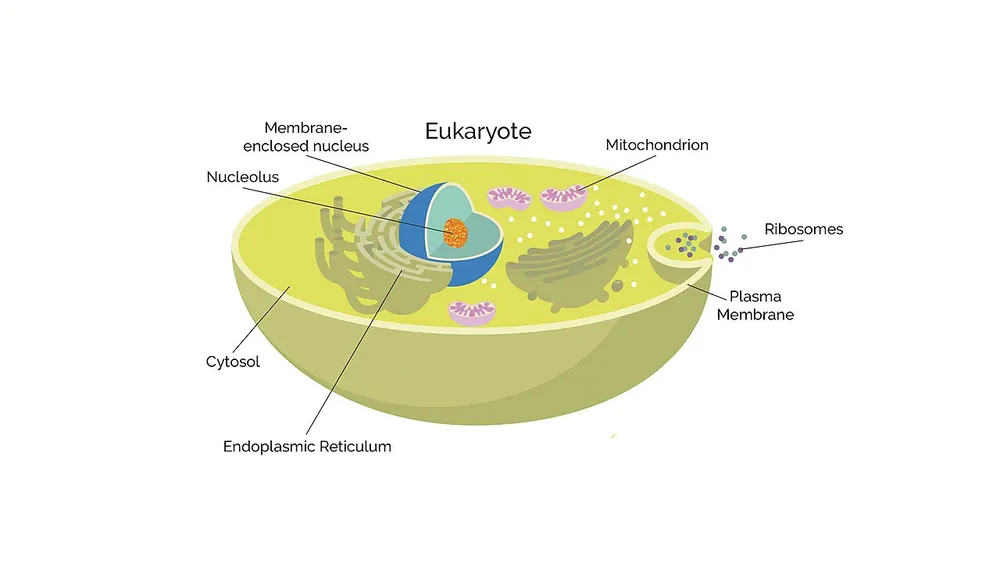 Eukaryote
Membrane-
enclosed nucleus
Nucleolus
Mitochondrion
Ribosomes
Plasma
Membrane
Cytosol
Endoplasmic Reticulum